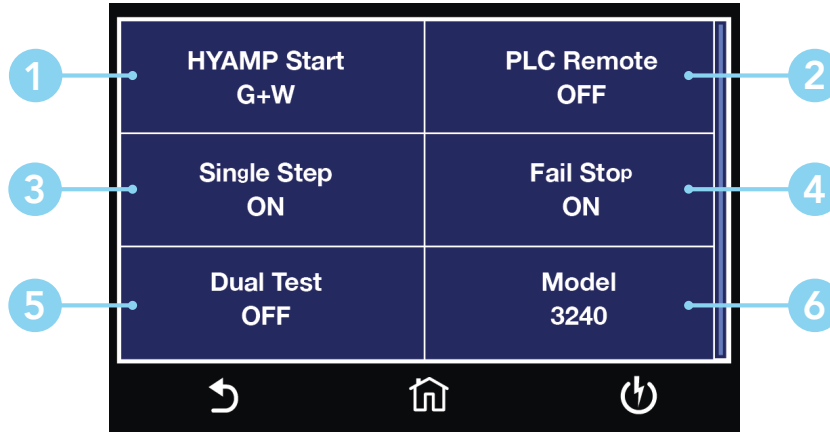 1
HYAMP Start
G+W
PLC Remote
OFF
2
3
Single Step
ON
Fail Stop
ON
4
5
Dual Test
OFF
Model
3240
6